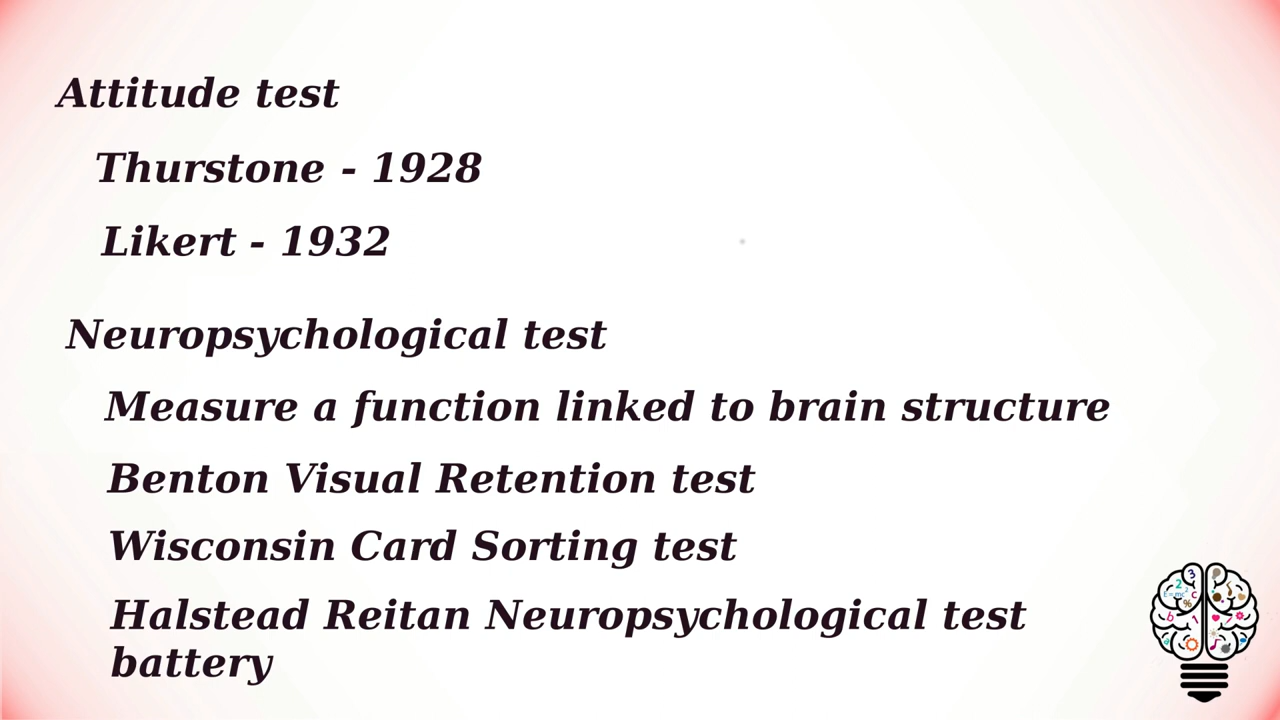 Attitude test
Thurstone - 1928
Likert - 1932
Neuropsychological test
Measure a function linked to brain structure
Benton Visual Retention test
Wisconsin Card Sorting test
Halstead Reitan Neuropsychological test
battery